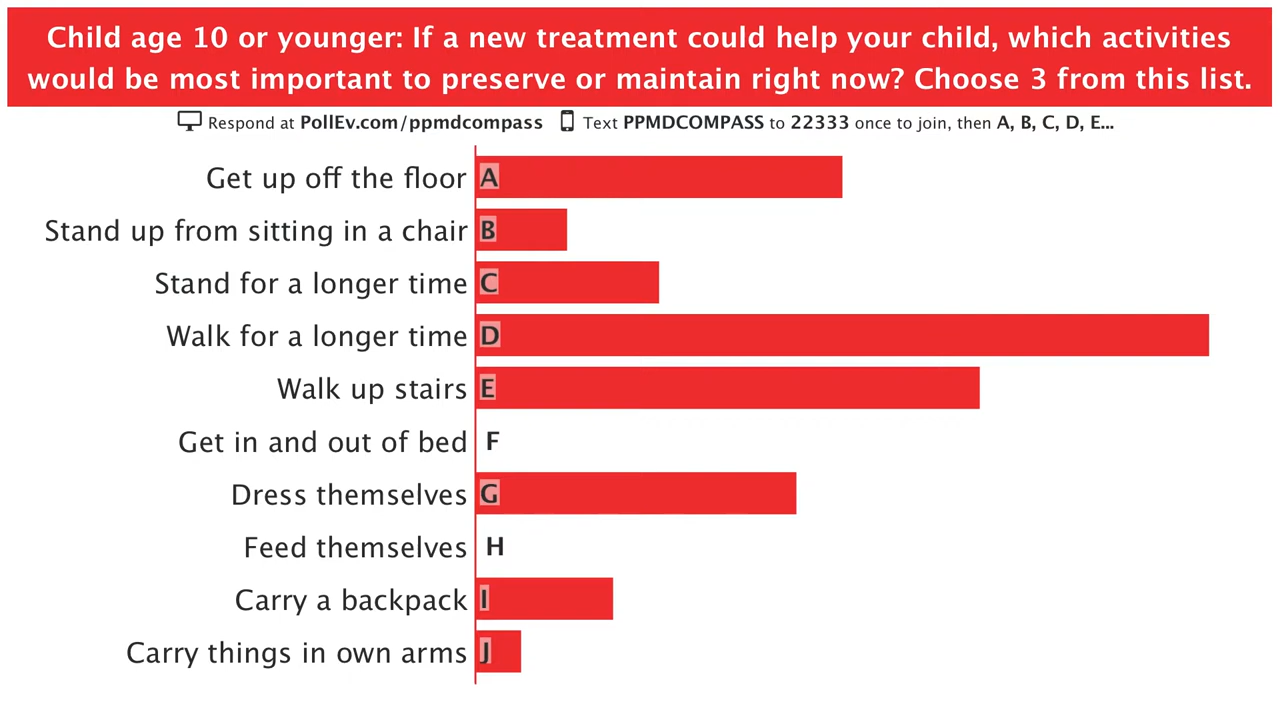 Child age 10 or younger: If a new treatment could help your child, which activities
would be most important to preserve or maintain right now? Choose 3 from this list.
Respond at PollEv.com/ppmdcompass Text PPMDCOMPASS to 22333 once to join, then A, B, C, D, E...
Get up off the floor A
Stand up from sitting in a chair B
Stand for a longer time C
Walk for a longer time D
Walk up stairs E
Get in and out of bed F
Dress themselves G
Feed themselves H
Carry a backpack I
Carry things in own arms J